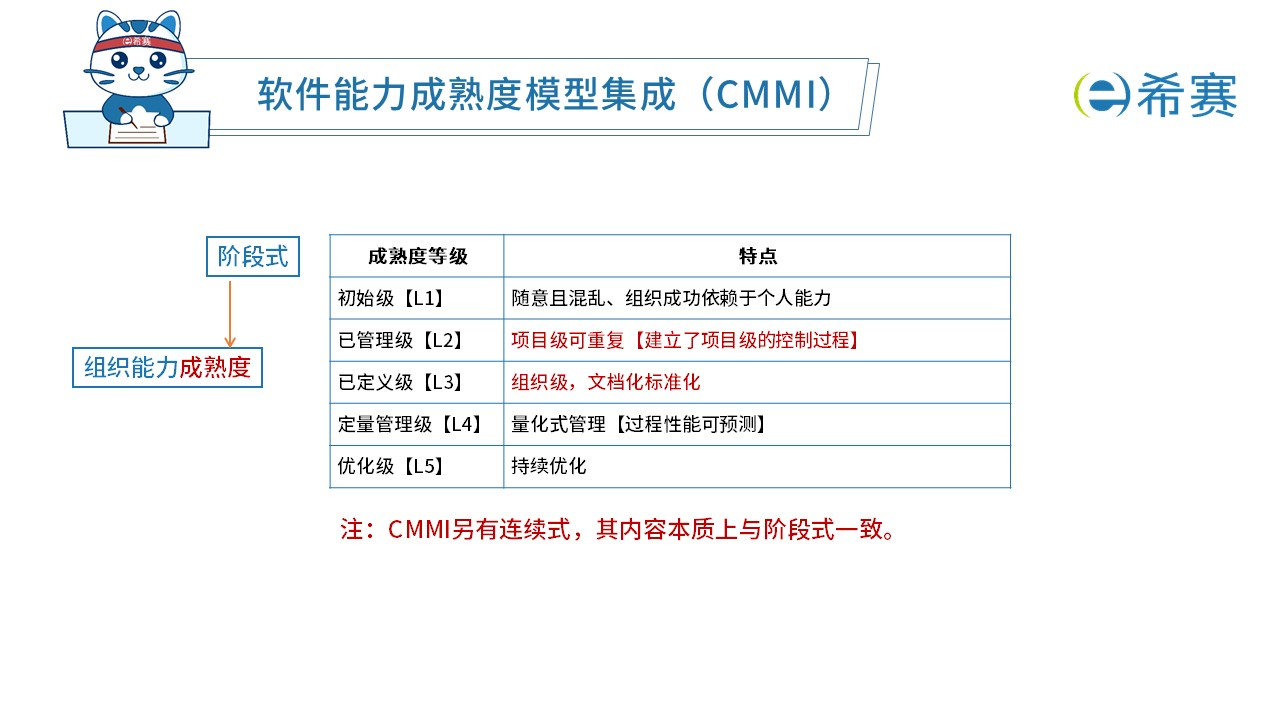 希赛
软件能力成熟度模型集成（CMMI）
希赛
阶段式
组织能力成熟度
成熟度等级 特点
初始级【L1】 随意且混乱、组织成功依赖于个人能力
已管理级【L2】 项目级可重复【建立了项目级的控制过程】
已定义级【L3】 组织级，文档化标准化
定量管理级【L4】 量化式管理【过程性能可预测】
优化级【L5】 持续优化
注：CMMI另有连续式，其内容本质上与阶段式一致。